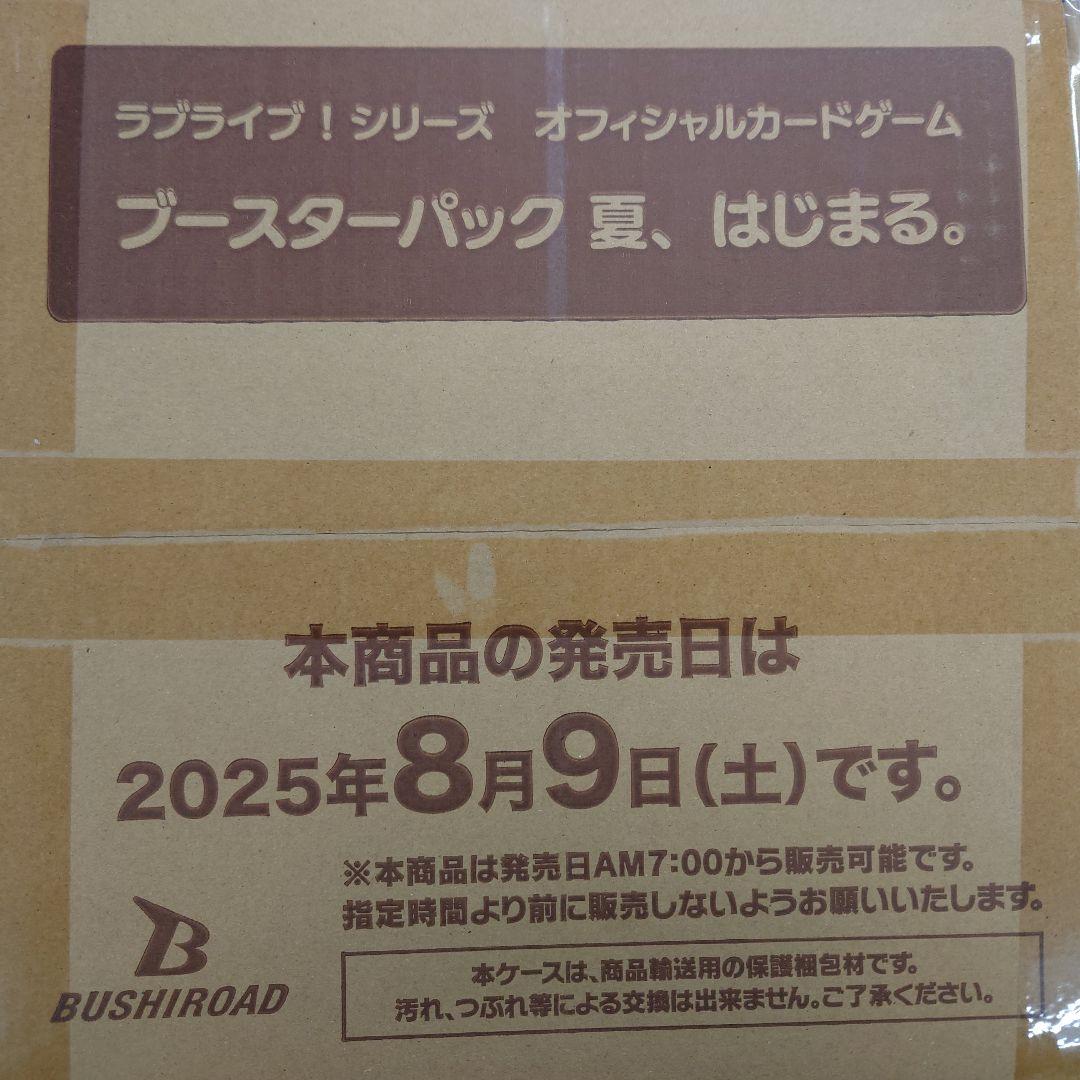 ラブライブ！シリーズ　オフィシャルカードゲーム
ブースターパック 夏、はじまる。
本商品の発売日は
2025年8月9日(土)です。
※本商品は発売日AM7:00から販売可能です。
指定時間より前に販売しないようお願いいたします。
B
BUSHIROAD
本ケースは、商品輸送用の保護梱包材です。
汚れ、つぶれ等による交換は出来ません。ご了承ください。